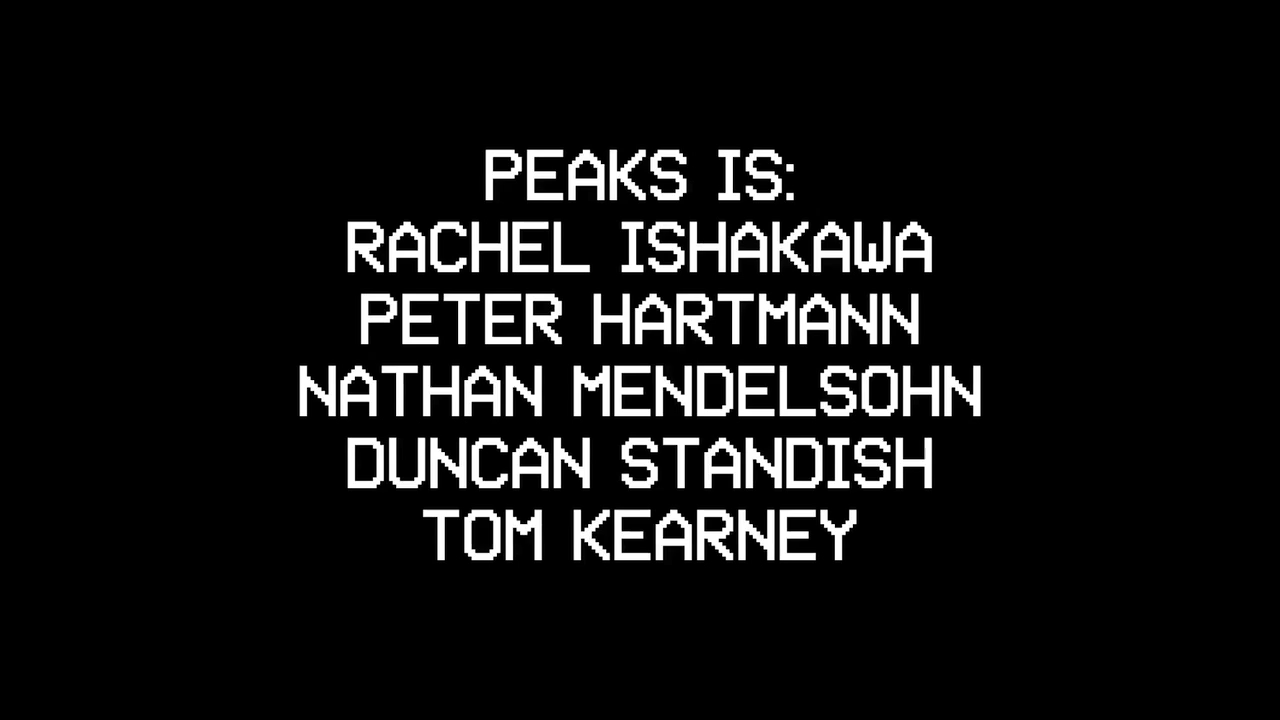 PEAKS IS:
RACHEL ISHAKAWA
PETER HARTMANN
NATHAN MENDELSOHN
DUNCAN STANDISH
TOM KEARNEY